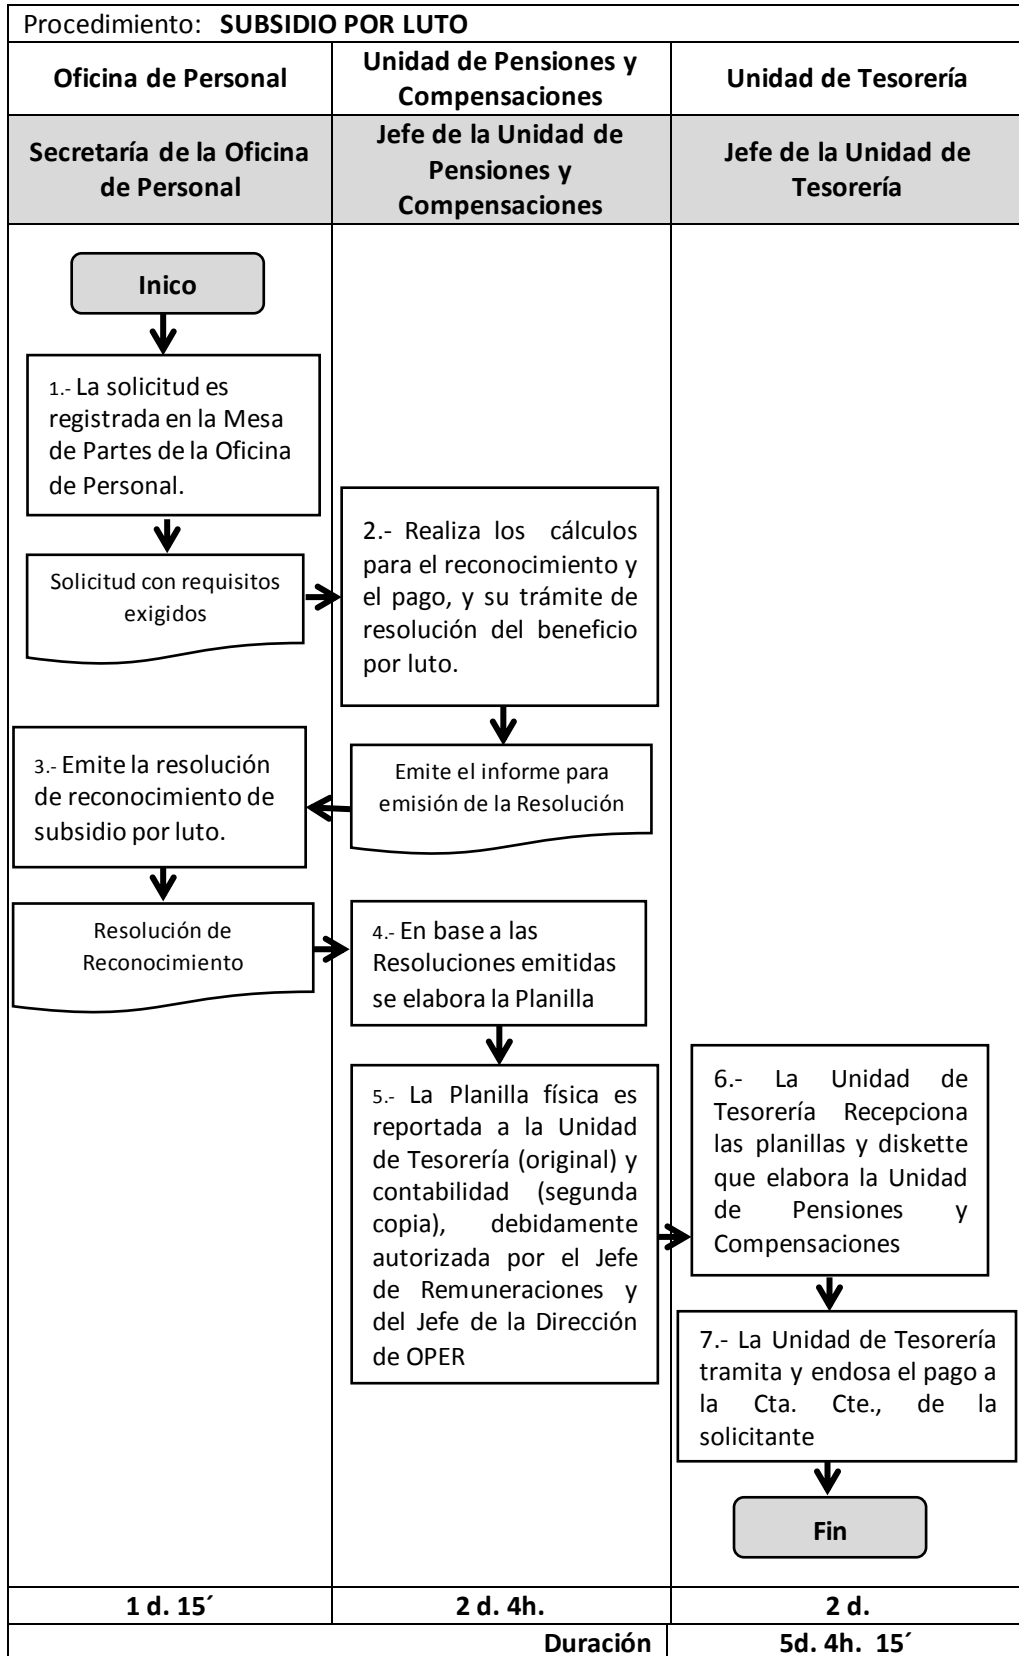 Procedimiento: SUBSIDIO POR LUTO
Oficina de Personal
Unidad de Pensiones y
Compensaciones
Unidad de Tesorería
Secretaría de la Oficina
de Personal
Jefe de la Unidad de
Pensiones y
Compensaciones
Jefe de la Unidad de
Tesorería
Inico
1.- La solicitud es
registrada en la Mesa
de Partes de la Oficina
de Personal.
Solicitud con requisitos
exigidos
2.- Realiza los cálculos
para el reconocimiento y
el pago, y su trámite de
resolución del beneficio
por luto.
Emite el informe para
emisión de la Resolución
3.- Emite la resolución
de reconocimiento de
subsidio por luto.
Resolución de
Reconocimiento
4.- En base a las
Resoluciones emitidas
se elabora la Planilla
5.- La Planilla física es
reportada a la Unidad
de Tesorería (original) y
contabilidad (segunda
copia), debidamente
autorizada por el Jefe
de Remuneraciones y
del Jefe de la Dirección
de OPER
6.- La Unidad de
Tesorería Recepciona
las planillas y diskette
que elabora la Unidad
de Pensiones y
Compensaciones
7.- La Unidad de Tesorería
tramita y endosa el pago a
la Cta. Cte., de la
solicitante
Fin
1 d. 15´
2 d. 4h.
2 d.
Duración
5d. 4h. 15´